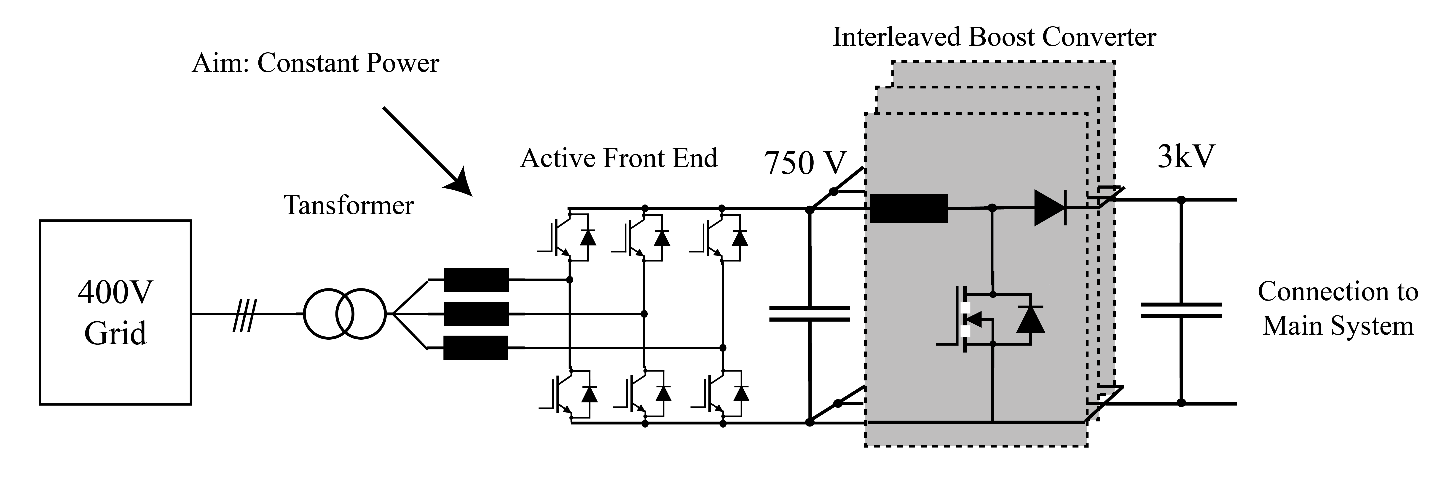 Interleaved Boost Converter
Aim: Constant Power
Active Front End
750 V
3kV
Tansformer
400V
Grid
Connection to
Main System